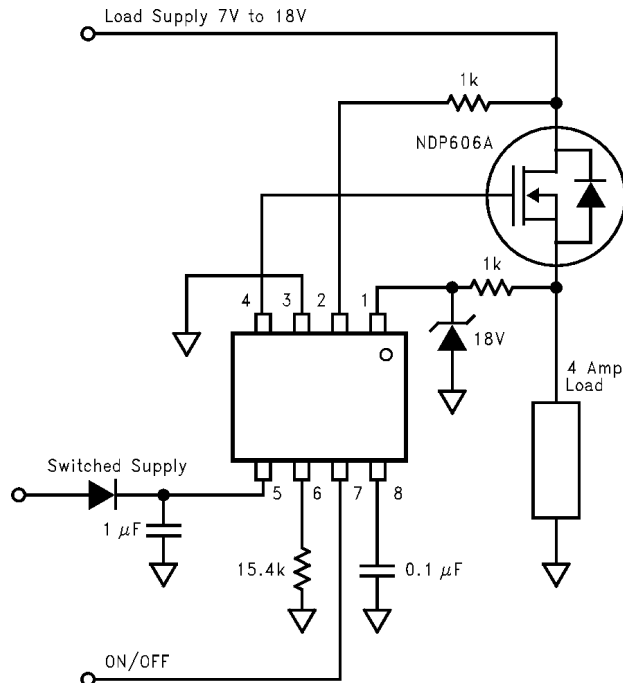 Load Supply 7V to 18V
1k
NDP606A
1k
4
3
2
1
18V
4 Amp
Load
Switched Supply
5
6
7
8
1 μF
15.4k
0.1 μF
ON/OFF